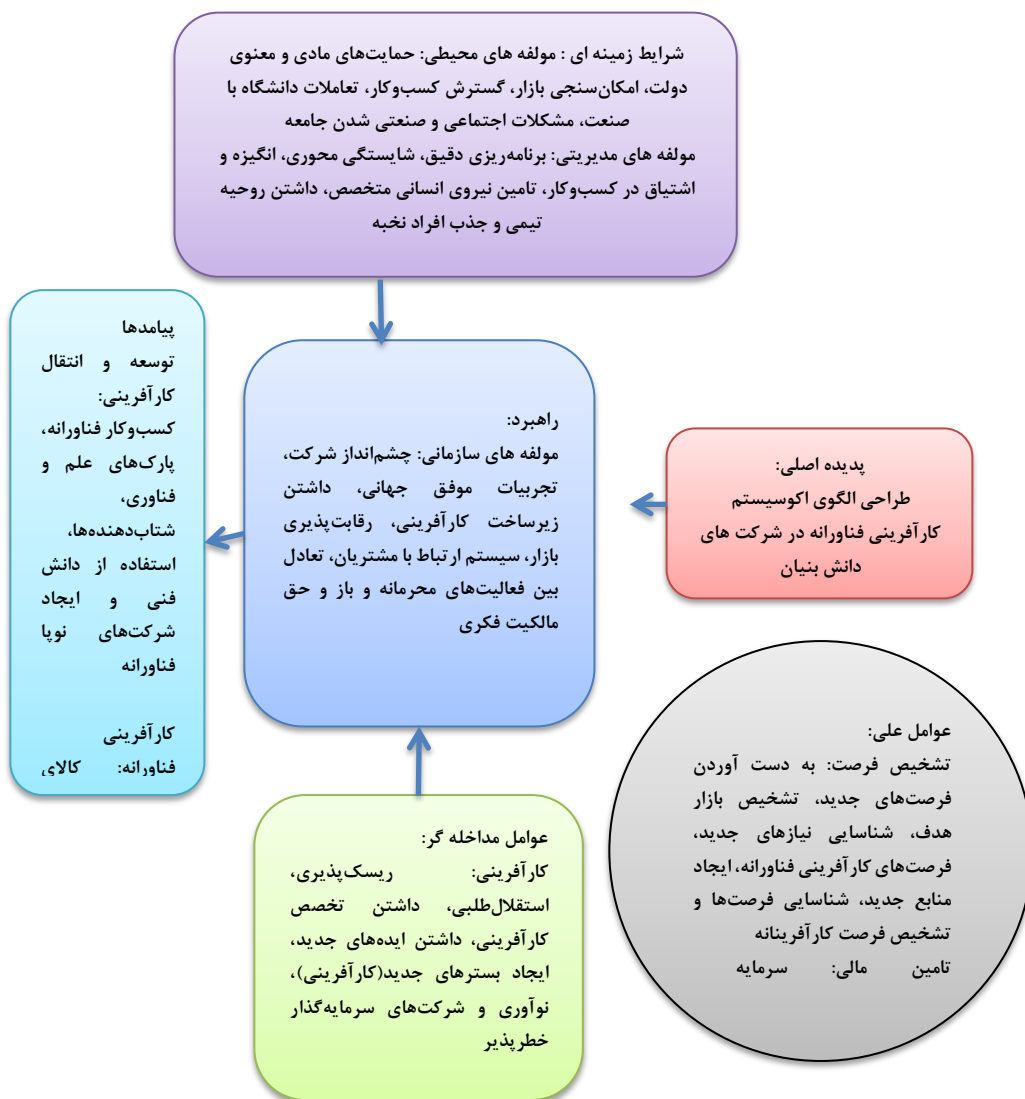 شرایط زمینه ای : مولفه های محیطی: حمایت‌های مادی و معنوی
دولت، امکان‌سنجی بازار، گسترش کسب‌وکار، تعاملات دانشگاه با
صنعت، مشکلات اجتماعی و صنعتی شدن جامعه
مولفه های مدیریتی: برنامه‌ریزی دقیق، شایستگی محوری، انگیزه و
اشتیاق در کسب‌وکار، تامین نیروی انسانی متخصص، داشتن روحیه
تیمی و جذب افراد نخبه
پدیده اصلی:
طراحی الگوی اکوسیستم
کارآفرینی فناورانه در شرکت های
دانش بنیان
راهبرد:
مولفه های سازمانی: چشم‌انداز شرکت،
تجربیات موفق جهانی، داشتن
زیرساخت کارآفرینی، رقابت‌پذیری
بازار، سیستم ارتباط با مشتریان، تعادل
بین فعالیت‌های محرمانه و باز و حق
مالکیت فکری
پیامدها
توسعه و انتقال
کارآفرینی:
کسب‌وکار فناورانه،
پارک‌های علم و
فناوری،
شتاب‌دهنده‌ها،
استفاده از دانش
فنی و ایجاد
شرکت‌های نوپا
فناورانه
کارآفرینی
فناورانه: کالای
عوامل علی:
تشخیص فرصت: به دست آوردن
فرصت‌های جدید، تشخیص بازار
هدف، شناسایی نیازهای جدید،
فرصت‌های کارآفرینی فناورانه، ایجاد
منابع جدید، شناسایی فرصت‌ها و
تشخیص فرصت کارآفرینانه
تامین مالی: سرمایه
عوامل مداخله گر:
کارآفرینی: ریسک‌پذیری،
استقلال‌طلبی، داشتن تخصص
کارآفرینی، داشتن ایده‌های جدید،
ایجاد بسترهای جدید(کارآفرینی)،
نوآوری و شرکت‌های سرمایه‌گذار
خطرپذیر